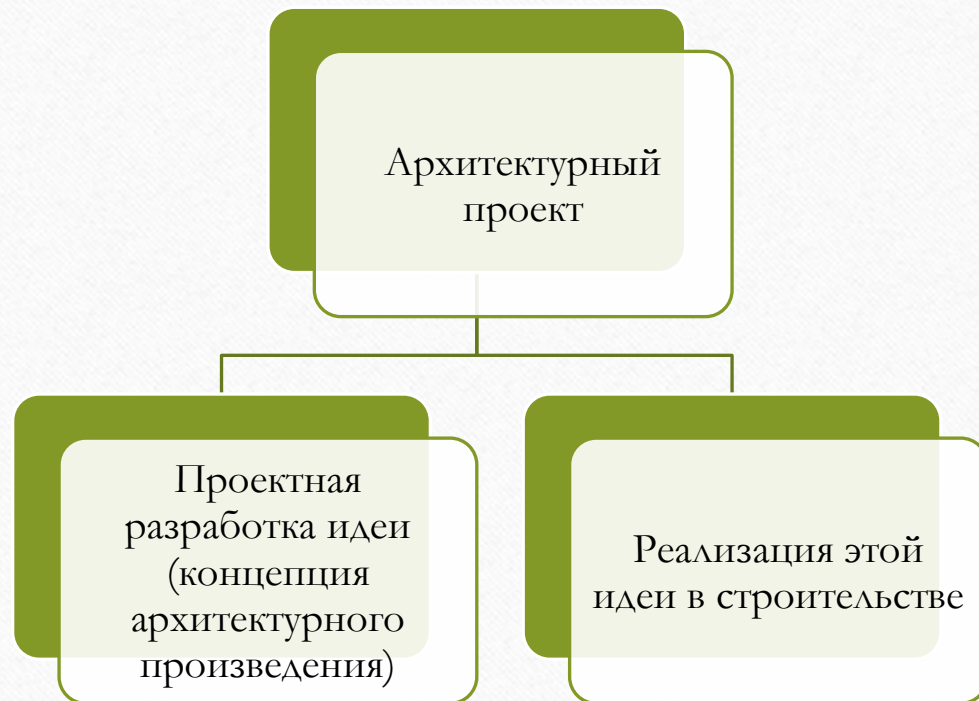 Архитектурный
проект
Проектная
разработка идеи
(концепция
архитектурного
произведения)
Реализация этой
идеи в строительстве